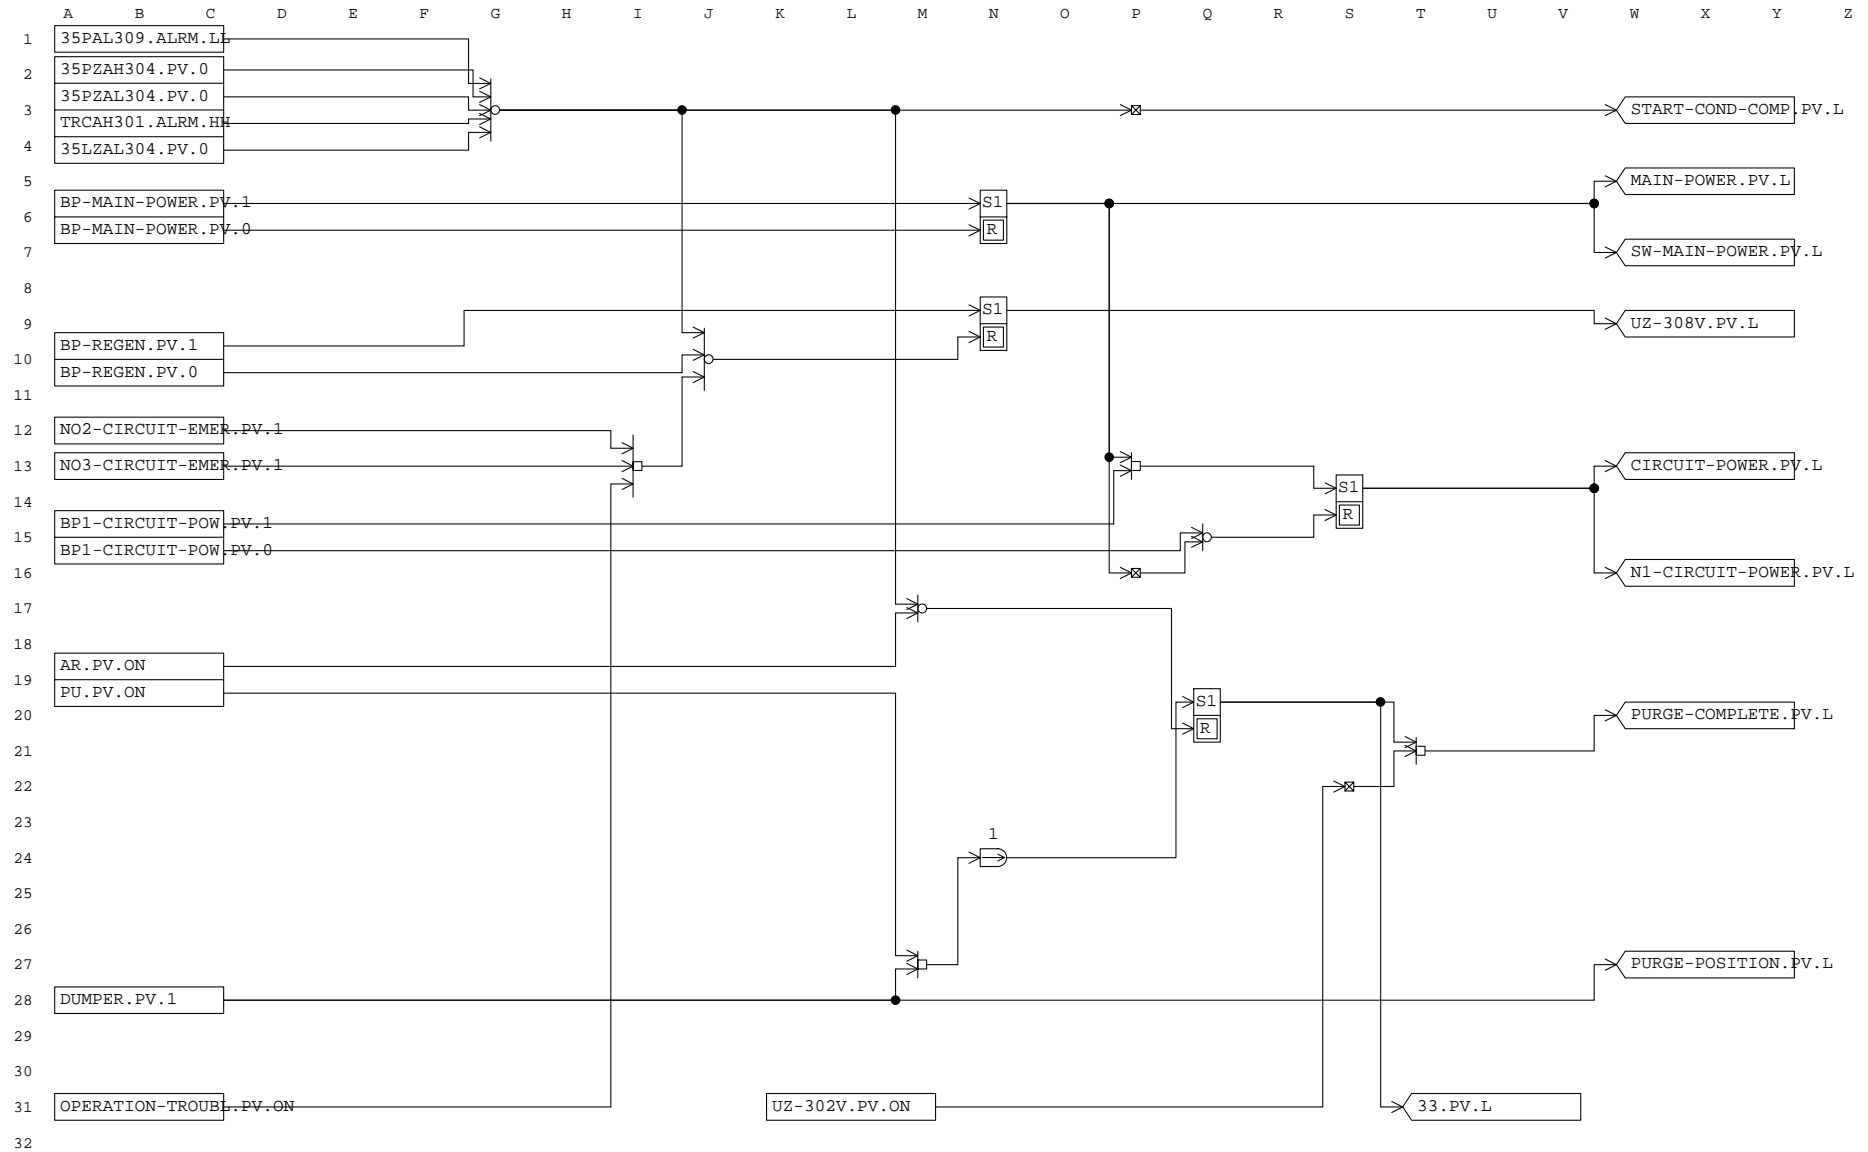 A B C D E F G H I J K L M N O P Q R S T U V W X Y Z
1 35PAL309.ALRM.LL
2 35PZAH304.PV.0
35PZAL304.PV.0
3 START-COND-COMP.PV.L
TRCAH301.ALRM.HH
4 35LZAL304.PV.0
5 MAIN-POWER.PV.L
BP-MAIN-POWER.PV.1 S1
6
BP-MAIN-POWER.PV.0 R
7 SW-MAIN-POWER.PV.L
8
S1
9 UZ-308V.PV.L
R
BP-REGEN.PV.1
10
BP-REGEN.PV.0
11
12 NO2-CIRCUIT-EMER.PV.1
13 NO3-CIRCUIT-EMER.PV.1 CIRCUIT-POWER.PV.L
S1
14
R
BP1-CIRCUIT-POW.PV.1
15
BP1-CIRCUIT-POW.PV.0
16 N1-CIRCUIT-POWER.PV.L
17
18
AR.PV.ON
19
PU.PV.ON
S1
20 PURGE-COMPLETE.PV.L
R
21
22
23
1
24
25
26
27 PURGE-POSITION.PV.L
28 DUMPER.PV.1
29
30
31 OPERATION-TROUBL.PV.ON UZ-302V.PV.ON 33.PV.L
32